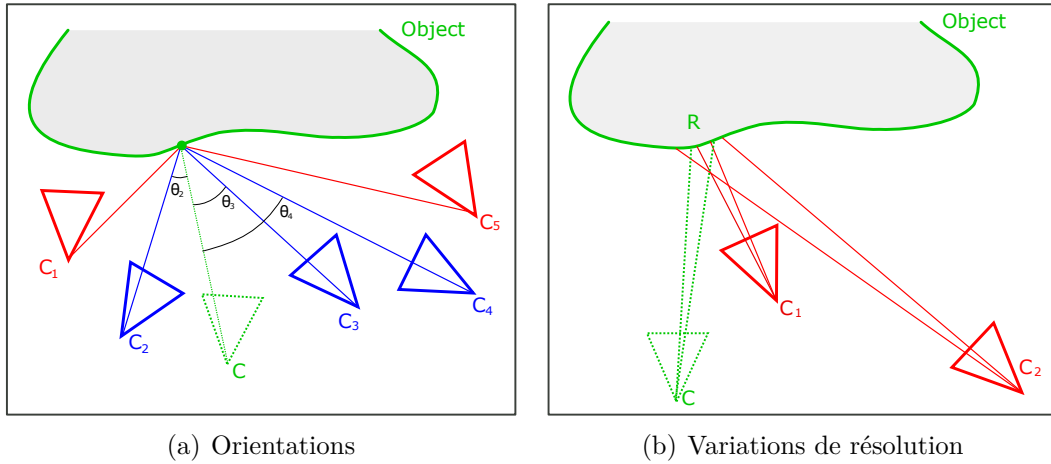 Object
θ₂
θ₃
θ₄
C₁
C₂
C
C₃
C₄
C₅
(a) Orientations
Object
R
C₁
C₂
C
(b) Variations de résolution